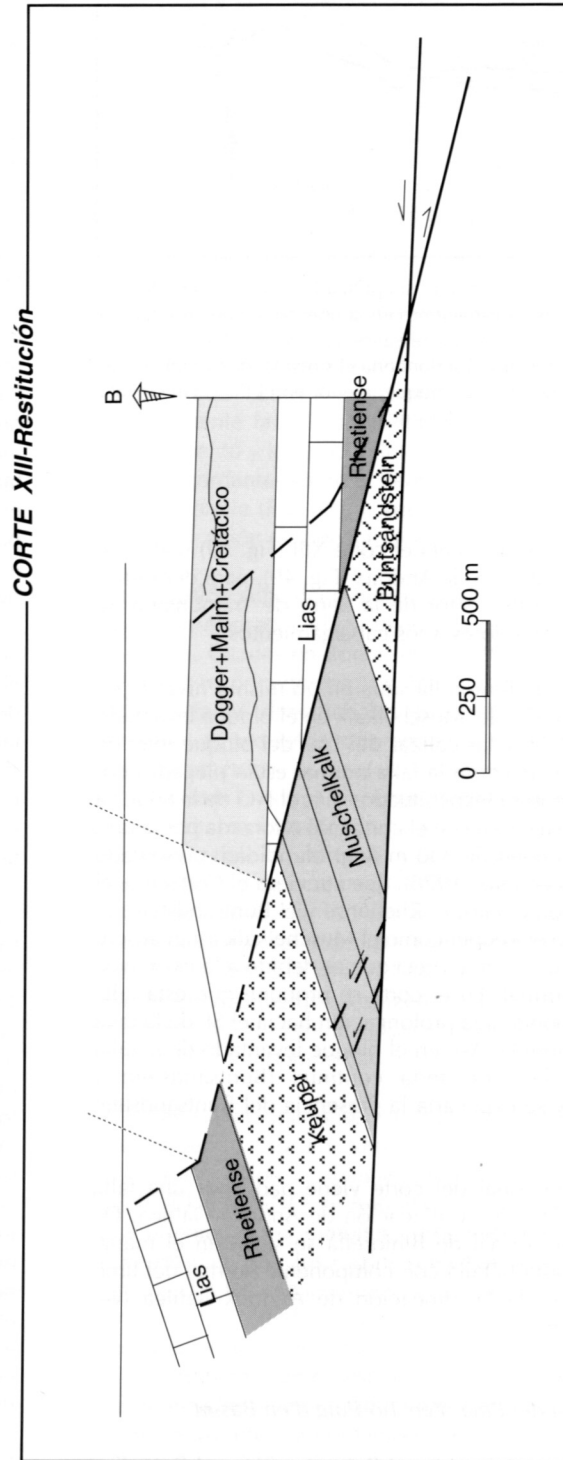 CORTE XIII-Restitución
B
Dogger+Malm+Cretácico
Lias
Rhetiense
Muschelkalk
Buntsandstein
Lias
Rhetiense
Keuper
0 250 500 m